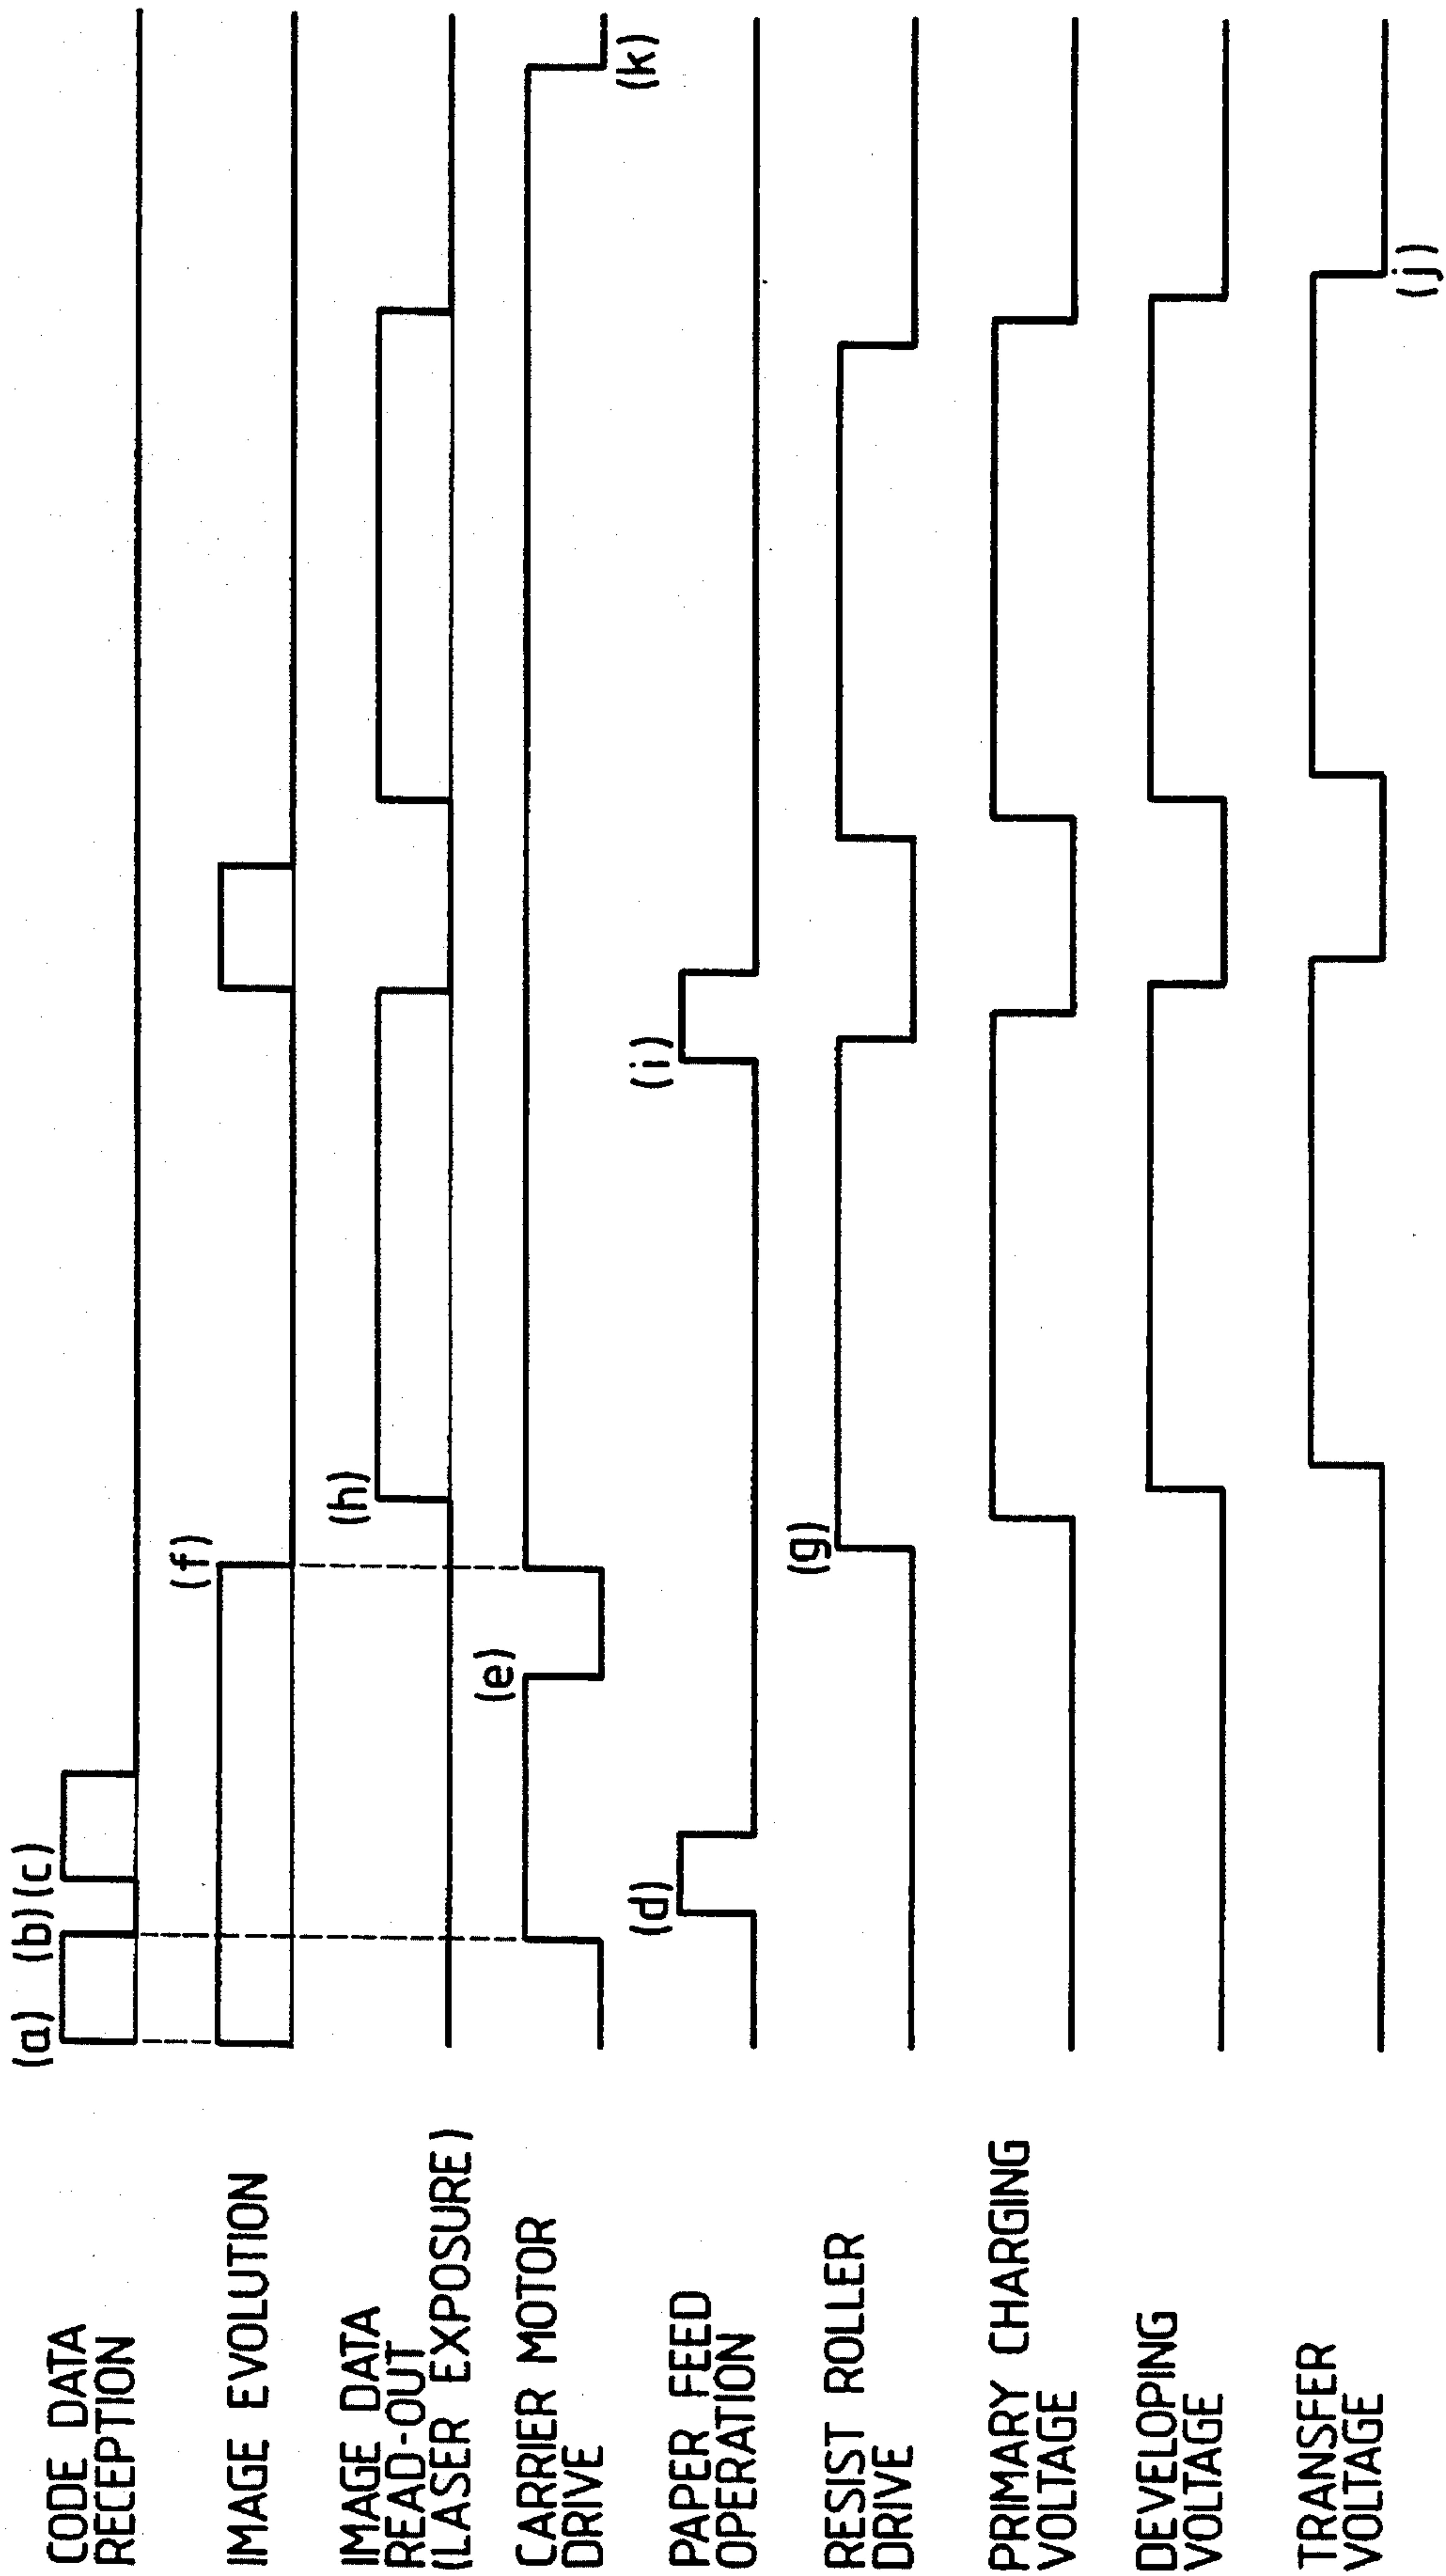 CODE DATA
RECEPTION
(a) (b) (c)
IMAGE EVOLUTION
(f)
IMAGE DATA
READ-OUT
(LASER EXPOSURE)
(h)
CARRIER MOTOR
DRIVE
(e)
(k)
PAPER FEED
OPERATION
(d)
(i)
RESIST ROLLER
DRIVE
(g)
PRIMARY CHARGING
VOLTAGE
DEVELOPING
VOLTAGE
TRANSFER
VOLTAGE
(j)